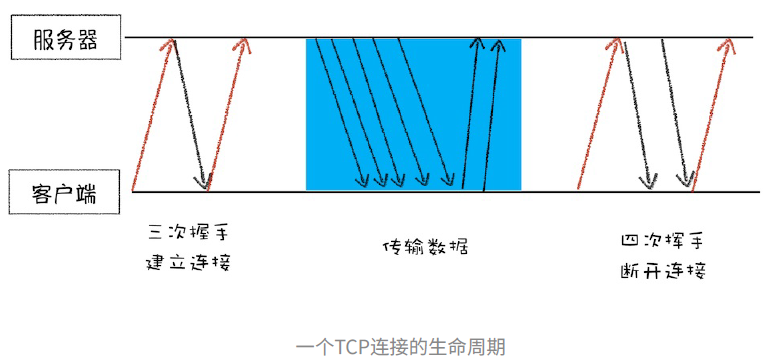 服务器
客户端
三次握手
建立连接
传输数据
四次挥手
断开连接
一个TCP连接的生命周期